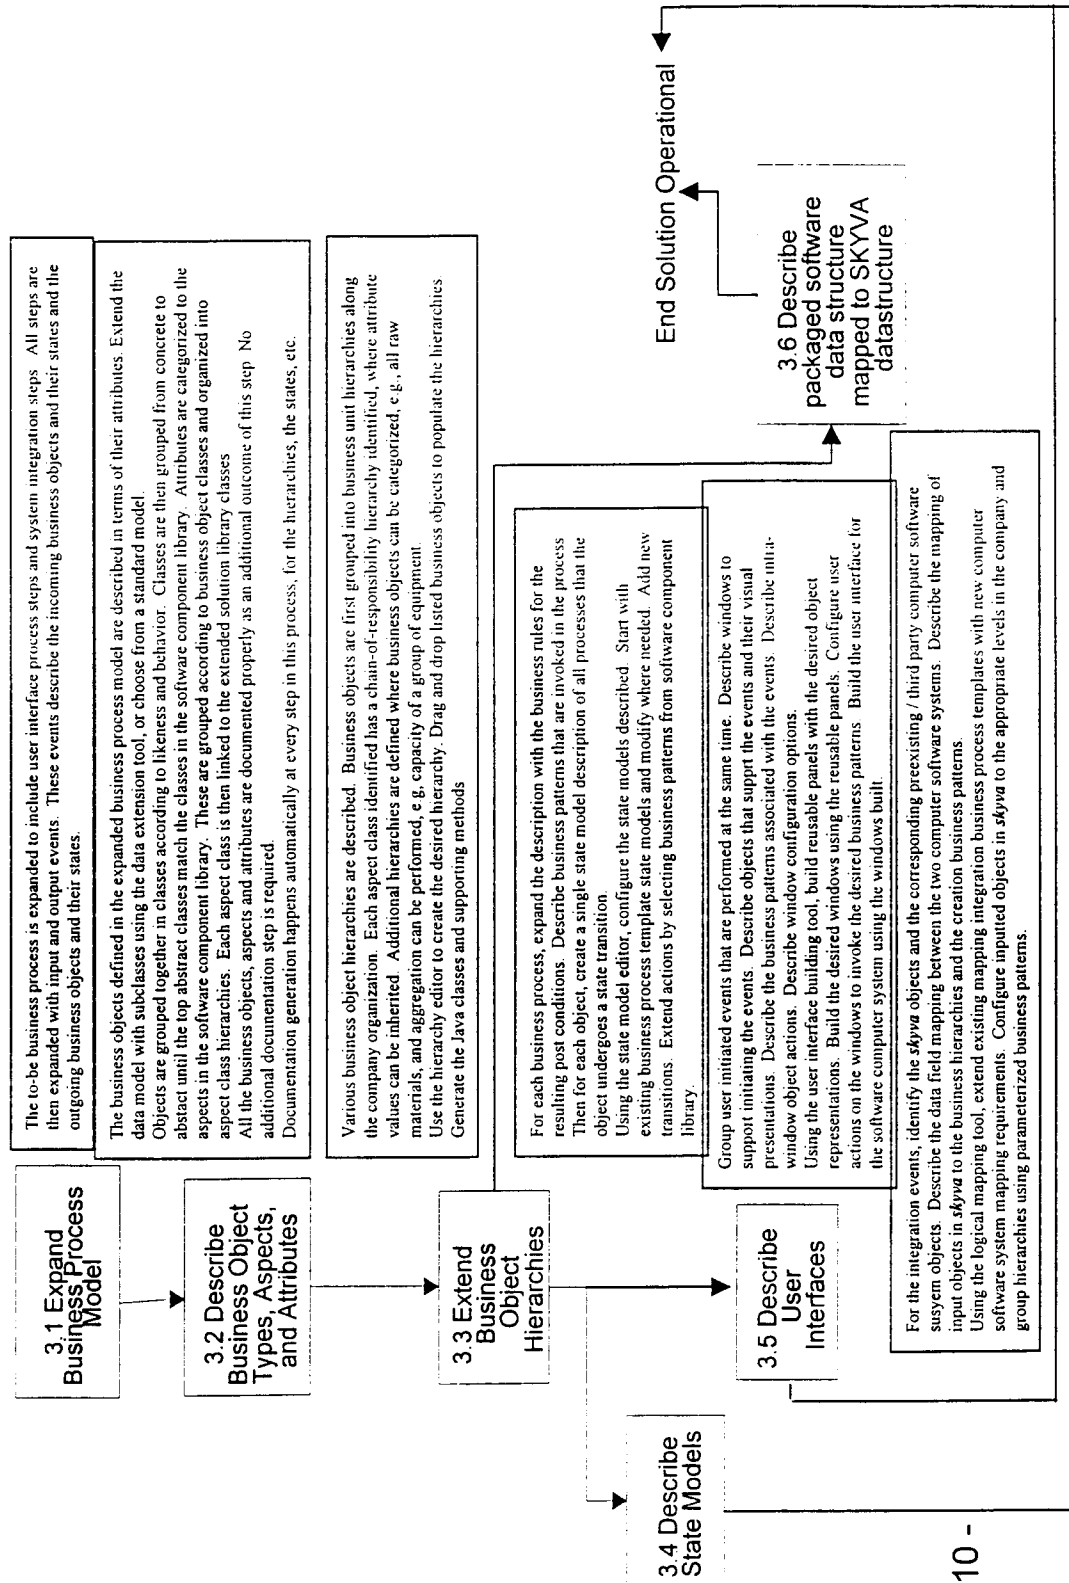 3.1 Expand
Business Process
Model
The to-be business process is expanded to include user interface process steps and system integration steps All steps are
then expanded with input and output events. These events describe the incoming business objects and their states and the
outgoing business objects and their states.
3.2 Describe
Business Object
Types, Aspects,
and Attributes
The business objects defined in the expanded business process model are described in terms of their attributes. Extend the
data model with subclasses using the data extension tool, or choose from a standard model.
Objects are grouped together in classes according to likeness and behavior. Classes are then grouped from concrete to
abstact until the top abstract classes match the classes in the software component library. Attributes are categorized to the
aspects in the software component library. These are grouped according to business object classes and organized into
aspect class hierarchies. Each aspect class is then linked to the extended solution library classes
All the business objects, aspects and attributes are documented properly as an additional outcome of this step No
additional documentation step is required.
Documentation generation happens automatically at every step in this process, for the hierarchies, the states, etc.
3.3 Extend
Business
Object
Hierarchies
Various business object hierarchies are described. Business objects are first grouped into business unit hierarchies along
the company organization. Each aspect class identified has a chain-of-responsibility hierarchy identified, where attribute
values can be inherited. Additional hierarchies are defined where business objects can be categorized, e.g., all raw
materials, and aggregation can be performed, e g, capacity of a group of equipment.
Use the hierarchy editor to create the desired hierarchy. Drag and drop listed business objects to populate the hierarchies.
Generate the Java classes and supporting methods
3.4 Describe
State Models
For each business process, expand the description with the business rules for the
resulting post conditions. Describe business patterns that are invoked in the process
Then for each object, create a single state model description of all processes that the
object undergoes a state transition.
Using the state model editor, configure the state models described. Start with
existing business process template state models and modify where needed. Add new
transitions. Extend actions by selecting business patterns from software component
library.
3.5 Describe
User
Interfaces
Group user initiated events that are performed at the same time. Describe windows to
support initiating the events. Describe objects that supprt the events and their visual
presentations. Describe the business patterns associated with the events. Describe intra-
window object actions. Describe window configuration options.
Using the user interface building tool, build reusable panels with the desired object
representations. Build the desired windows using the reusable panels. Configure user
actions on the windows to invoke the desired business patterns Build the user interface for
the software computer system using the windows built.
3.6 Describe
packaged software
data structure
mapped to SKYVA
datastructure
For the integration events, identify the skyva objects and the corresponding preexisting / third party computer software
susyem objects. Describe the data field mapping between the two computer software systems. Describe the mapping of
input objects in skyva to the business hierarchies and the creation business patterns.
Using the logical mapping tool, extend existing mapping integration business process templates with new computer
software system mapping requirements. Configure inputted objects in skyva to the appropriate levels in the company and
group hierarchies using parameterized business patterns.
End Solution Operational
10 -